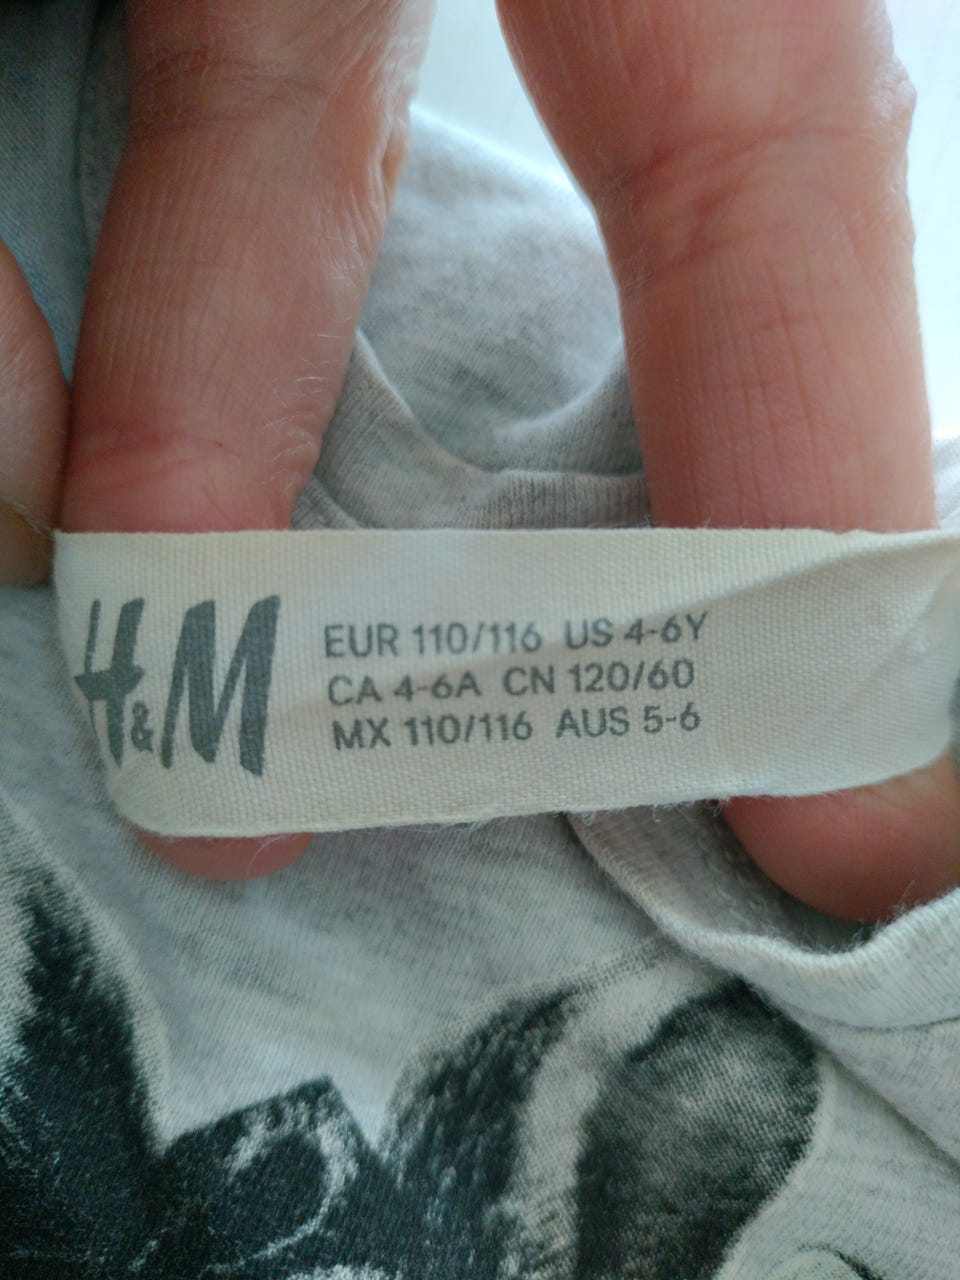 H&M
EUR 110/116 US 4-6Y
CA 4-6A CN 120/60
MX 110/116 AUS 5-6